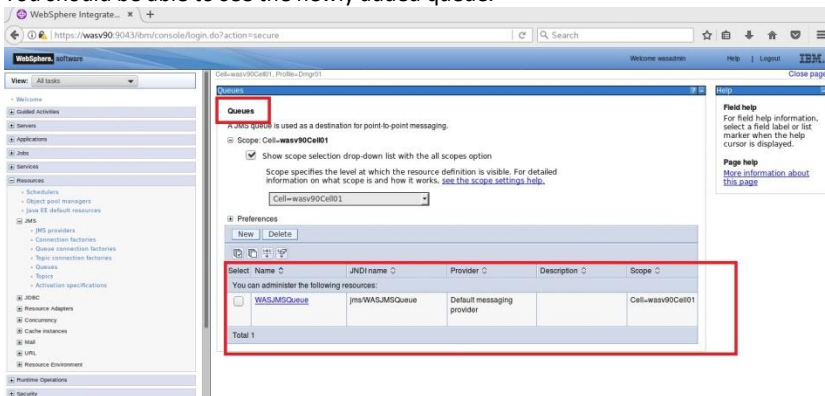 You should be able to see the newly added queue.
WebSphere Integrate... × +
https://wasv90:9043/ibm/console/login.do?action=secure
Search
WebSphere. software
Welcome wasadmin
Help | Logout
IBM.
View: All tasks
Cell=wasv90Cell01, Profile=Dmgr01
Close page
Welcome
Guided Activities
Servers
Applications
Jobs
Services
Resources
Schedulers
Object pool managers
Java EE default resources
JMS
JMS providers
Connection factories
Queue connection factories
Topic connection factories
Queues
Topics
Activation specifications
JDBC
Resource Adapters
Concurrency
Cache instances
Mail
URL
Resource Environment
Runtime Operations
Security
Queues
Queues
A JMS queue is used as a destination for point-to-point messaging.
Scope: Cell=wasv90Cell01
Show scope selection drop-down list with the all scopes option
Scope specifies the level at which the resource
definition is visible. For detailed
information on what scope is and how it works, see the scope settings
help.
Cell=wasv90Cell01
Preferences
New Delete
Select Name JNDI name Provider Description Scope
You can administer the following resources:
WASJMSQueue jms/WASJMSQueue Default messaging provider Cell=wasv90Cell01
Total 1
Help
Field help
For field help information,
select a field label or list
marker when the help
cursor is displayed.
Page help
More information about
this page